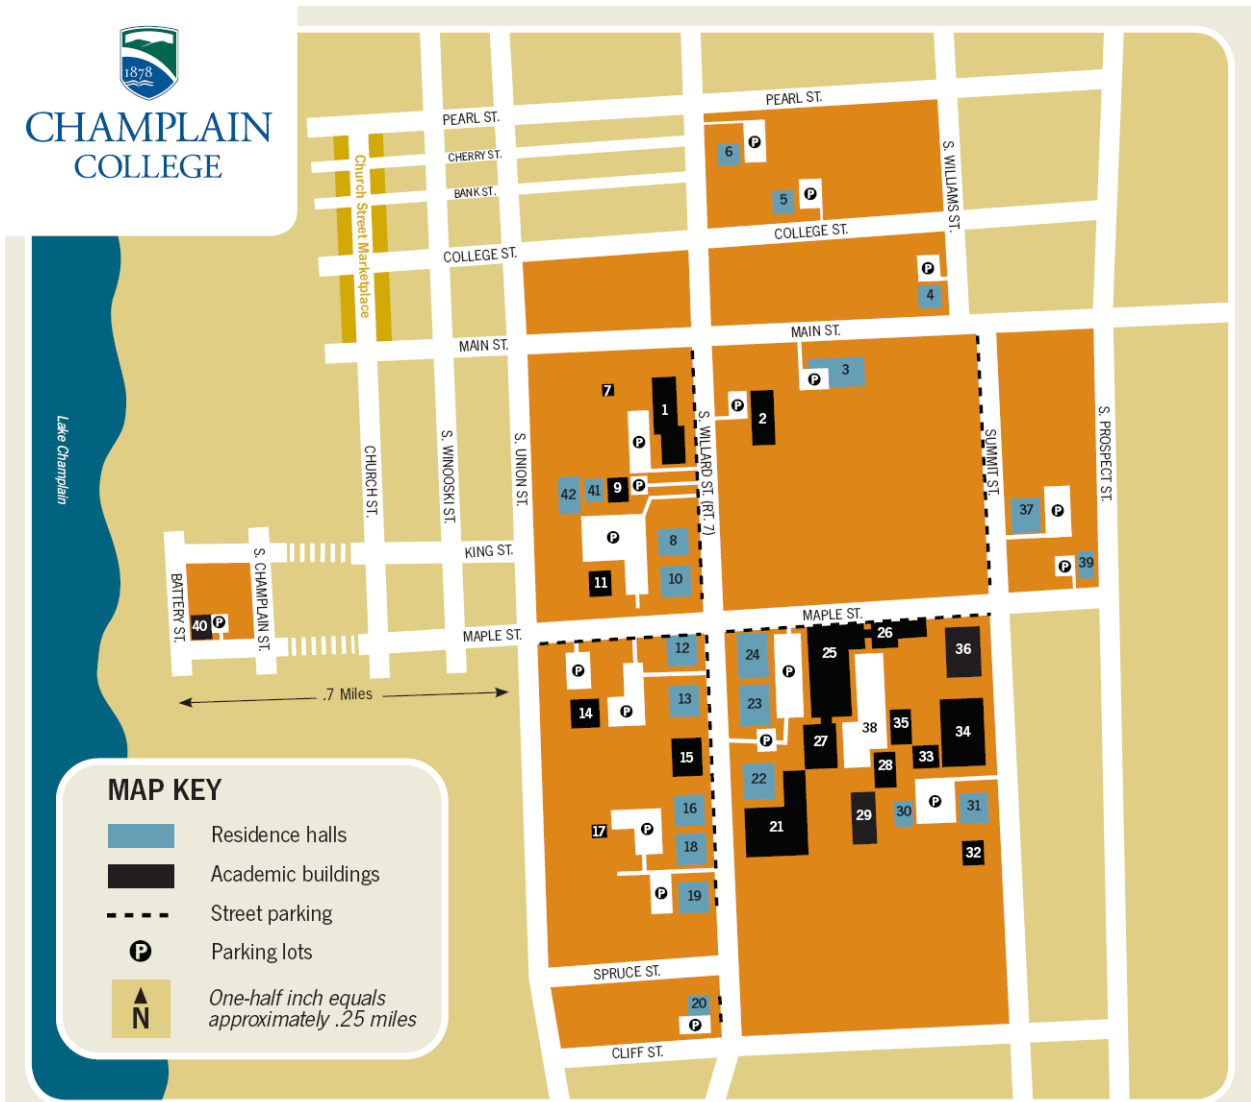 1878
CHAMPLAIN
COLLEGE
PEARL ST.
PEARL ST.
CHERRY ST.
BANK ST.
Church Street Marketplace
COLLEGE ST.
COLLEGE ST.
S. WILLIAMS ST.
MAIN ST.
MAIN ST.
6
P
5
P
P
4
3
P
7
1
P
2
P
S. WILLARD ST. (RT. 7)
Lake Champlain
CHURCH ST.
S. WINOOSKI ST.
S. UNION ST.
SUMMIT ST.
S. PROSPECT ST.
42
41
9
P
P
8
11
10
37
P
P
39
KING ST.
BATTERY ST.
S. CHAMPLAIN ST.
40
P
MAPLE ST.
MAPLE ST.
.7 Miles
12
P
13
14
P
15
16
17
P
18
P
19
24
P
25
26
36
23
P
27
38
35
34
33
28
22
21
29
30
P
31
32
SPRUCE ST.
20
P
CLIFF ST.
MAP KEY
Residence halls
Academic buildings
Street parking
P
Parking lots
N
One-half inch equals
approximately .25 miles